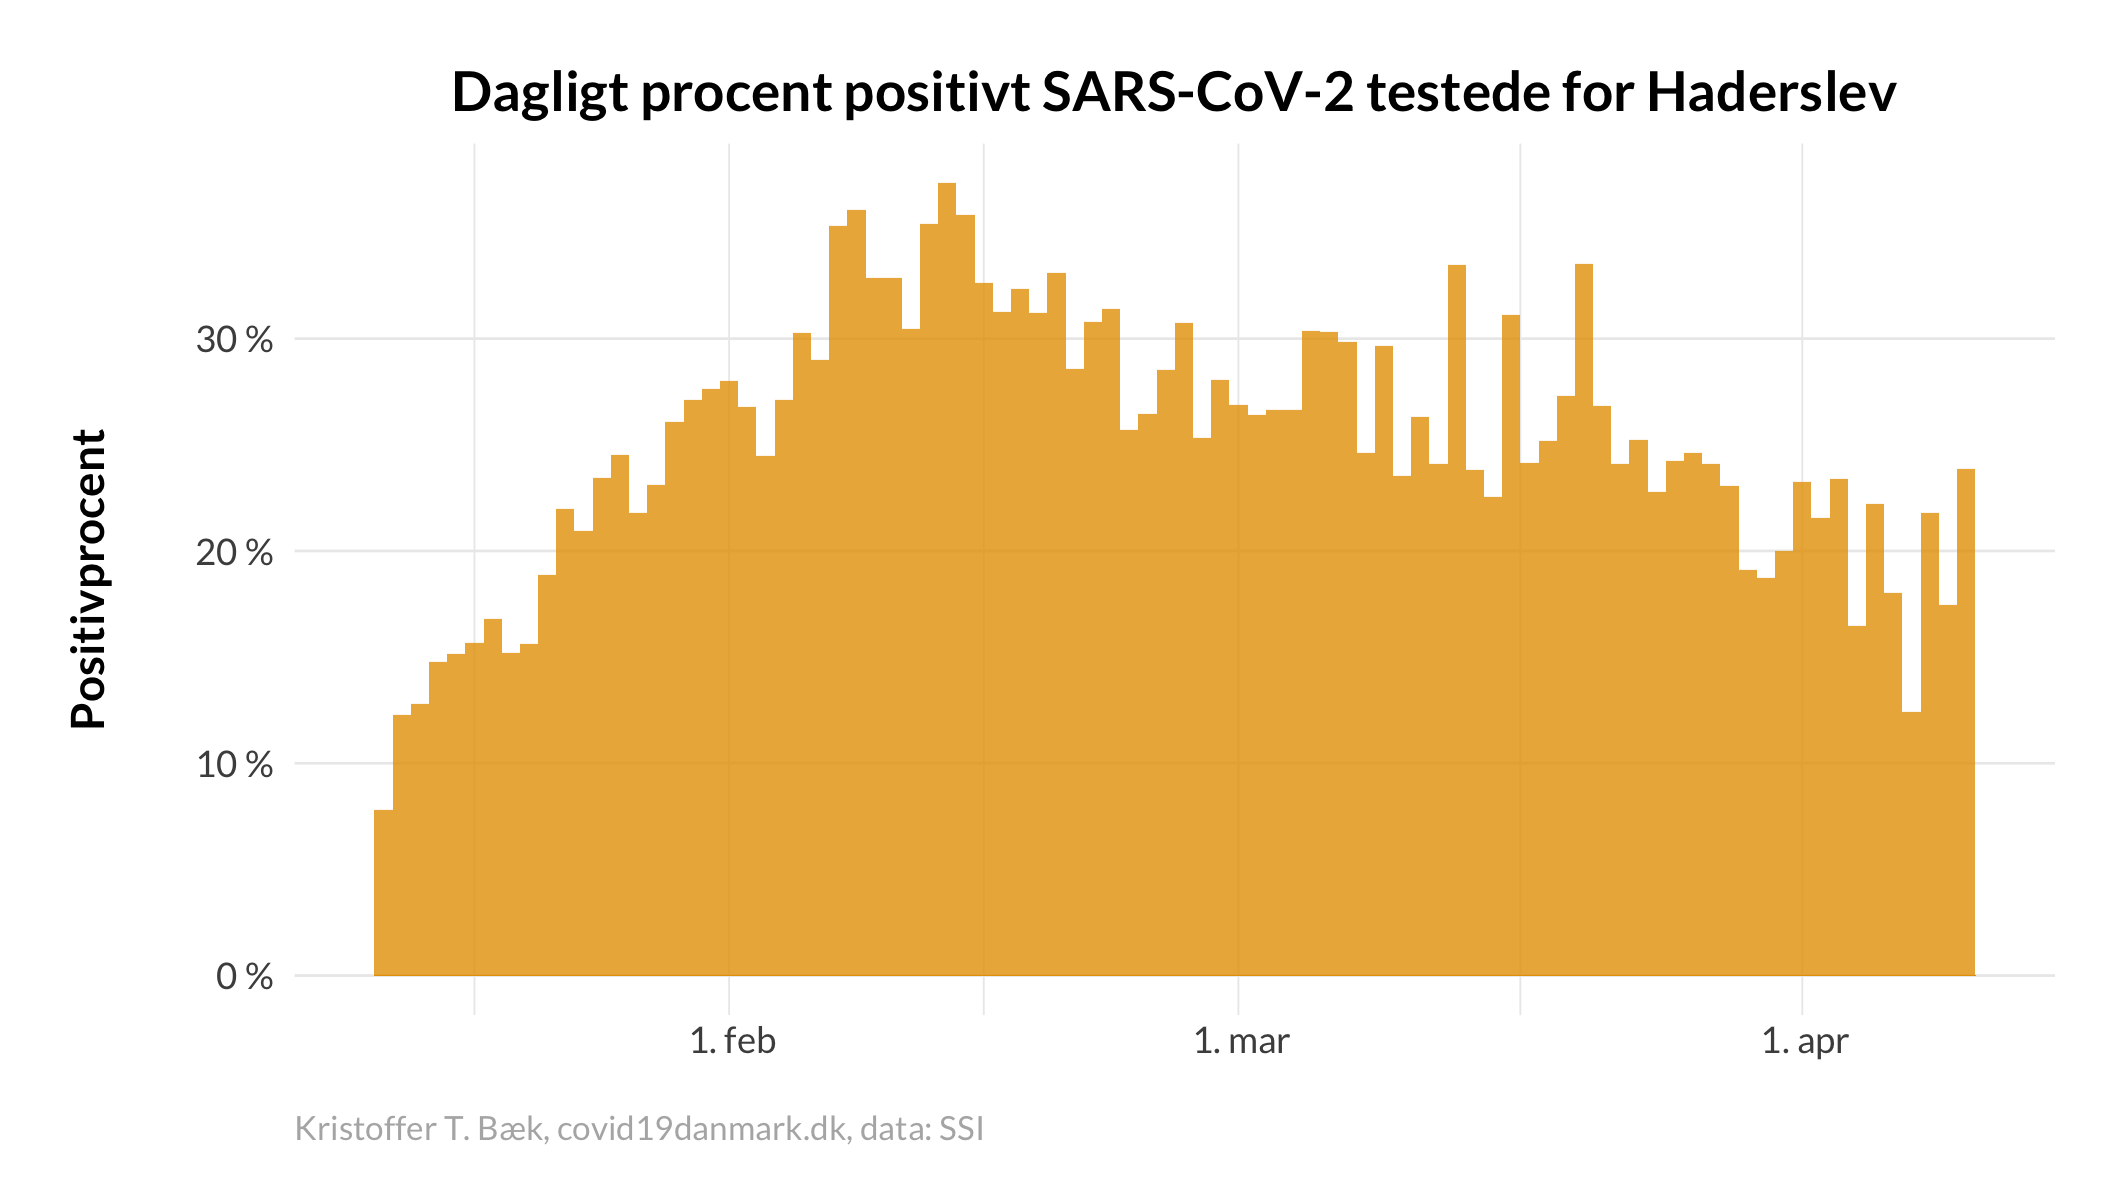 Dagligt procent positivt SARS-CoV-2 testede for Haderslev
Positivprocent
30 %
20 %
10 %
0 %
1. feb
1. mar
1. apr
Kristoffer T. Bæk, covid19danmark.dk, data: SSI